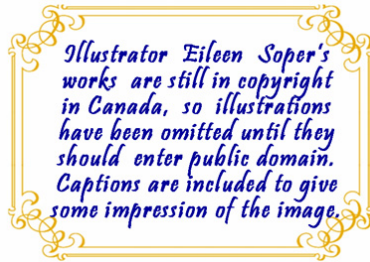 Illustrator Eileen Soper's
works are still in copyright
in Canada, so illustrations
have been omitted until they
should enter public domain.
Captions are included to give
some impression of the image.